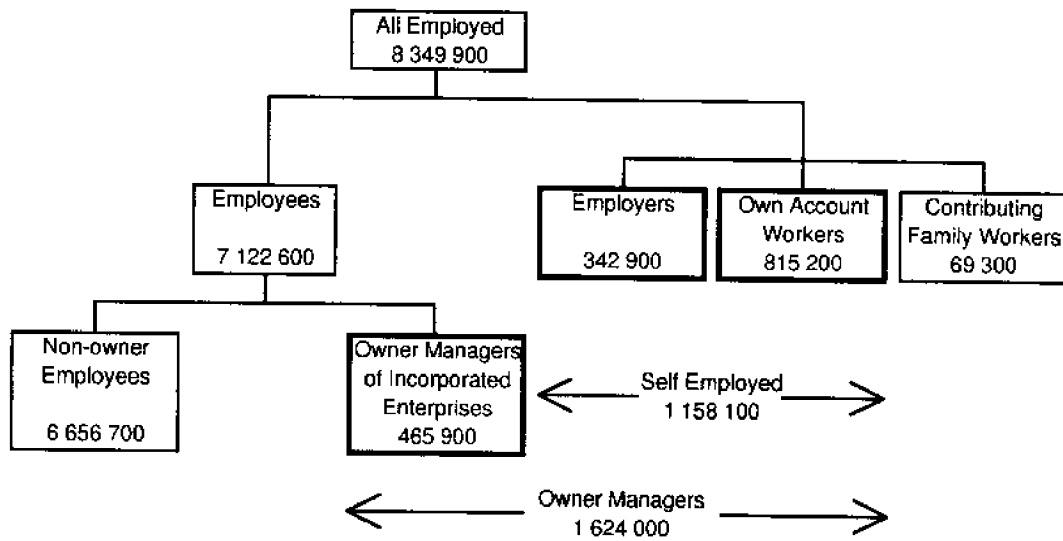 All Employed
8 349 900
Employees
7 122 600
Employers
342 900
Own Account
Workers
815 200
Contributing
Family Workers
69 300
Non-owner
Employees
6 656 700
Owner Managers
of Incorporated
Enterprises
465 900
Self Employed
1 158 100
Owner Managers
1 624 000